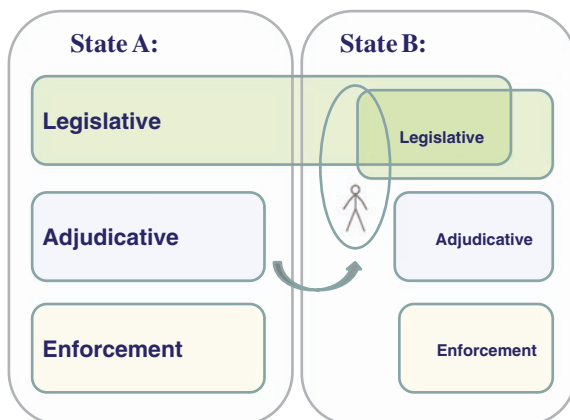 State A:
State B:
Legislative
Legislative
Adjudicative
Adjudicative
Enforcement
Enforcement